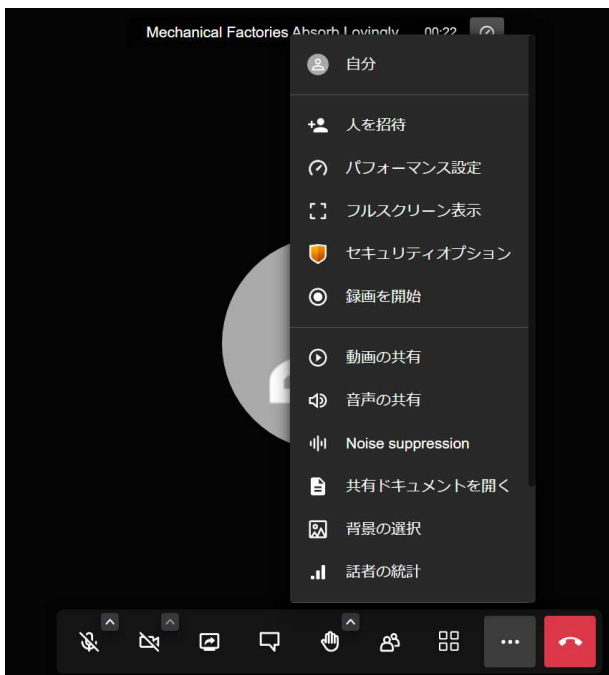 Mechanical Factories Absorb Lovingly 00:22
自分
人を招待
パフォーマンス設定
フルスクリーン表示
セキュリティオプション
録画を開始
動画の共有
音声の共有
Noise suppression
共有ドキュメントを開く
背景の選択
話者の統計